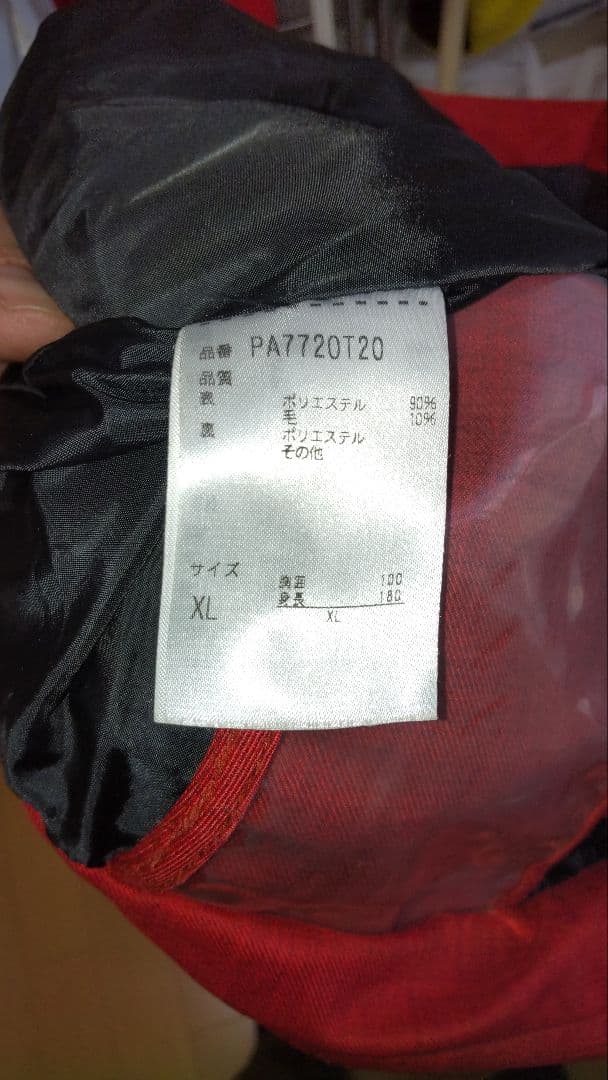 品番 PA7720T20
品質
表 ポリエステル 90%
毛 10%
裏 ポリエステル
その他
サイズ
XL
胸囲 100
身長 180
XL